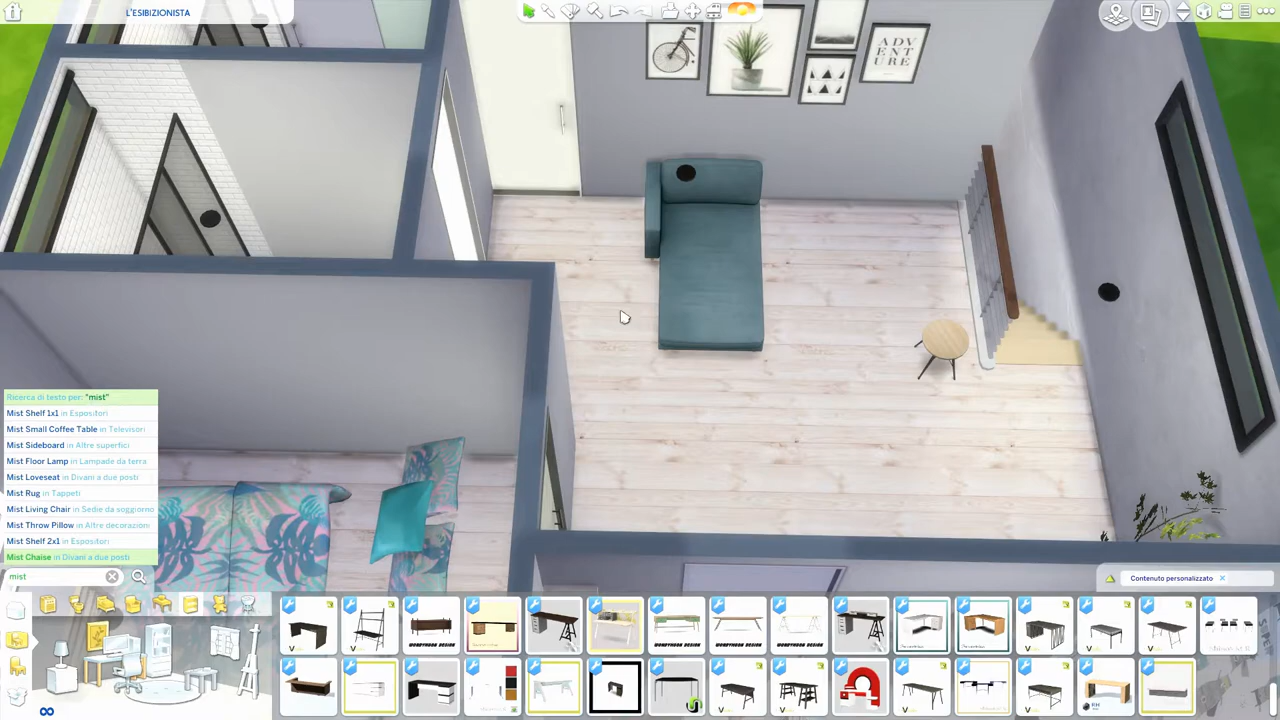 L'ESIBIZIONISTA
ADV
ENT
URE
Ricerca di testo per: "mist"
Mist Shelf 1x1 in Espositori
Mist Small Coffee Table in Televisori
Mist Sideboard in Altre superfici
Mist Floor Lamp in Lampade da terra
Mist Loveseat in Divani a due posti
Mist Rug in Tappeti
Mist Living Chair in Sedie da soggiorno
Mist Throw Pillow in Altre decorazioni
Mist Shelf 2x1 in Espositori
Mist Chaise in Divani a due posti
mist
Contenuto personalizzato